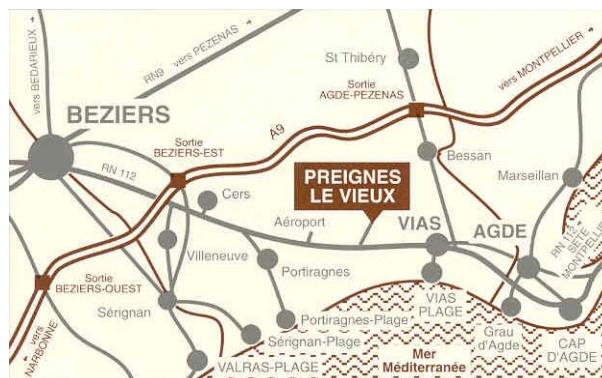 vers BEDARIEUX
RN9 vers PEZENAS
St Thibéry
vers MONTPELLIER
Sortie
AGDE-PEZENAS
BEZIERS
A9
Sortie
BEZIERS-EST
RN 112
Bessan
Marseillan
PREIGNES
LE VIEUX
Cers
Aéroport
VIAS
AGDE
RN 112
SETE
MONTPELLIER
Villeneuve
Portiragnes
Sortie
BEZIERS-OUEST
Sérignan
VIAS
PLAGE
Portiragnes-Plage
Grau
d'Agde
vers
NARBONNE
Sérignan-Plage
CAP
D'AGDE
VALRAS-PLAGE
Mer
Méditerranée